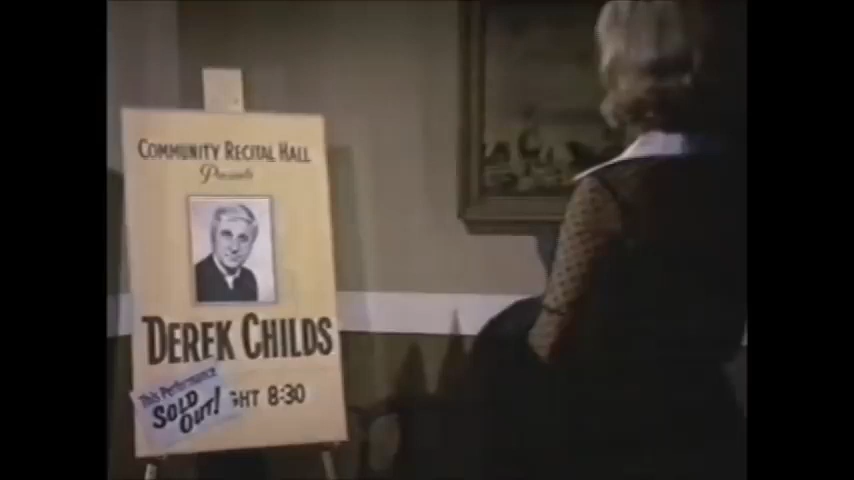 COMMUNITY RECITAL HALL
Presents
DEREK CHILDS
This Performance
SOLD
OUT!
GHT 8:30